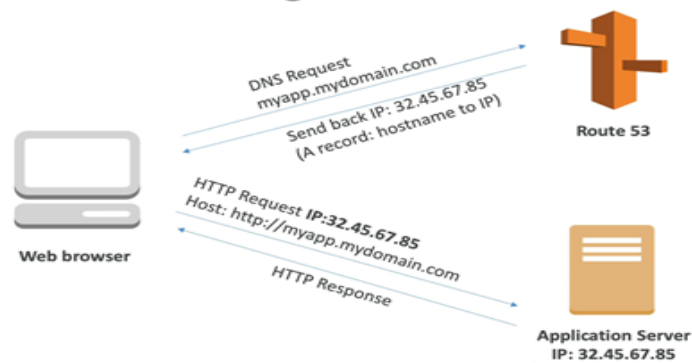 DNS Request
myapp.mydomain.com
Send back IP: 32.45.67.85
(A record: hostname to IP)
Route 53
Web browser
HTTP Request IP:32.45.67.85
Host: http://myapp.mydomain.com
HTTP Response
Application Server
IP: 32.45.67.85